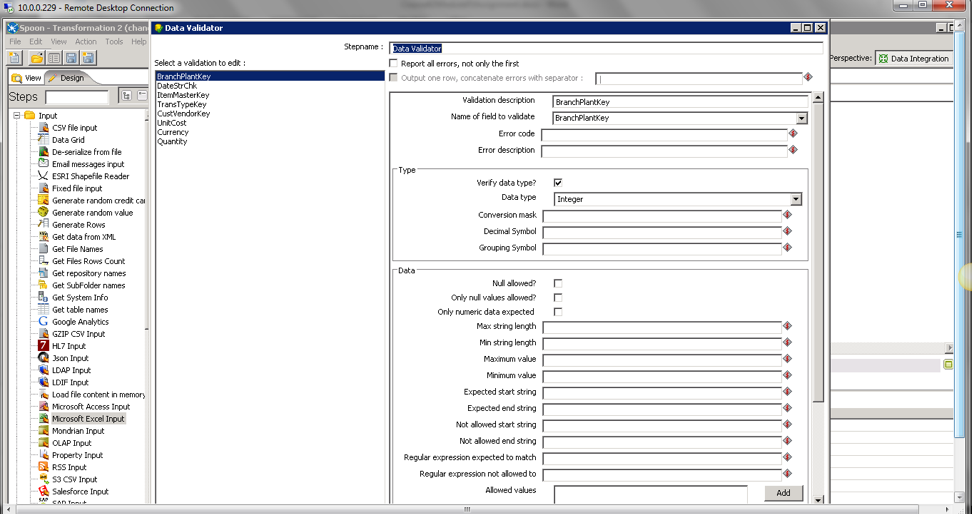 10.0.0.229 - Remote Desktop Connection
Spoon - Transformation 2 (chan
File Edit View Action Tools Help
View Design
Steps
Input
CSV file input
Data Grid
De-serialize from file
Email messages input
ESRI Shapefile Reader
Fixed file input
Generate random credit car
Generate random value
Generate Rows
Get data from XML
Get File Names
Get Files Rows Count
Get repository names
Get SubFolder names
Get System Info
Get table names
Google Analytics
GZIP CSV Input
HL7 Input
Json Input
LDAP Input
LDIF Input
Load file content in memory
Microsoft Access Input
Microsoft Excel Input
Mondrian Input
OLAP Input
Property Input
RSS Input
S3 CSV Input
Salesforce Input
Data Validator
Stepname : Data Validator
Select a validation to edit :
BranchPlantKey
DateStrChk
ItemMasterKey
TransTypeKey
CustVendorKey
UnitCost
Currency
Quantity
Report all errors, not only the first
Output one row, concatenate errors with separator :
Validation description BranchPlantKey
Name of field to validate BranchPlantKey
Error code
Error description
Type
Verify data type?
Data type Integer
Conversion mask
Decimal Symbol
Grouping Symbol
Data
Null allowed?
Only null values allowed?
Only numeric data expected
Max string length
Min string length
Maximum value
Minimum value
Expected start string
Expected end string
Not allowed start string
Not allowed end string
Regular expression expected to match
Regular expression not allowed to
Allowed values
Add
Perspective: Data Integration